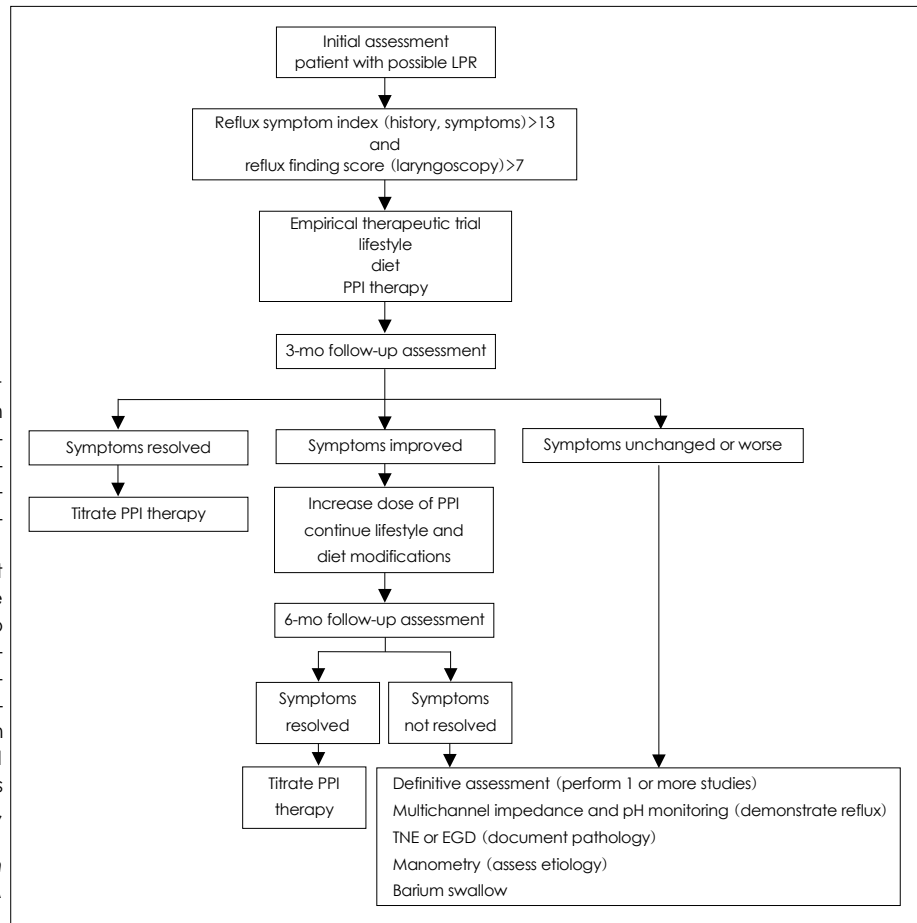 Initial assessment
patient with possible LPR
Reflux symptom index (history, symptoms)>13
and
reflux finding score (laryngoscopy)>7
Empirical therapeutic trial
lifestyle
diet
PPI therapy
3-mo follow-up assessment
Symptoms resolved
Symptoms improved
Symptoms unchanged or worse
Titrate PPI therapy
Increase dose of PPI
continue lifestyle and
diet modifications
6-mo follow-up assessment
Symptoms
resolved
Symptoms
not resolved
Titrate PPI
therapy
Definitive assessment (perform 1 or more studies)
Multichannel impedance and pH monitoring (demonstrate reflux)
TNE or EGD (document pathology)
Manometry (assess etiology)
Barium swallow